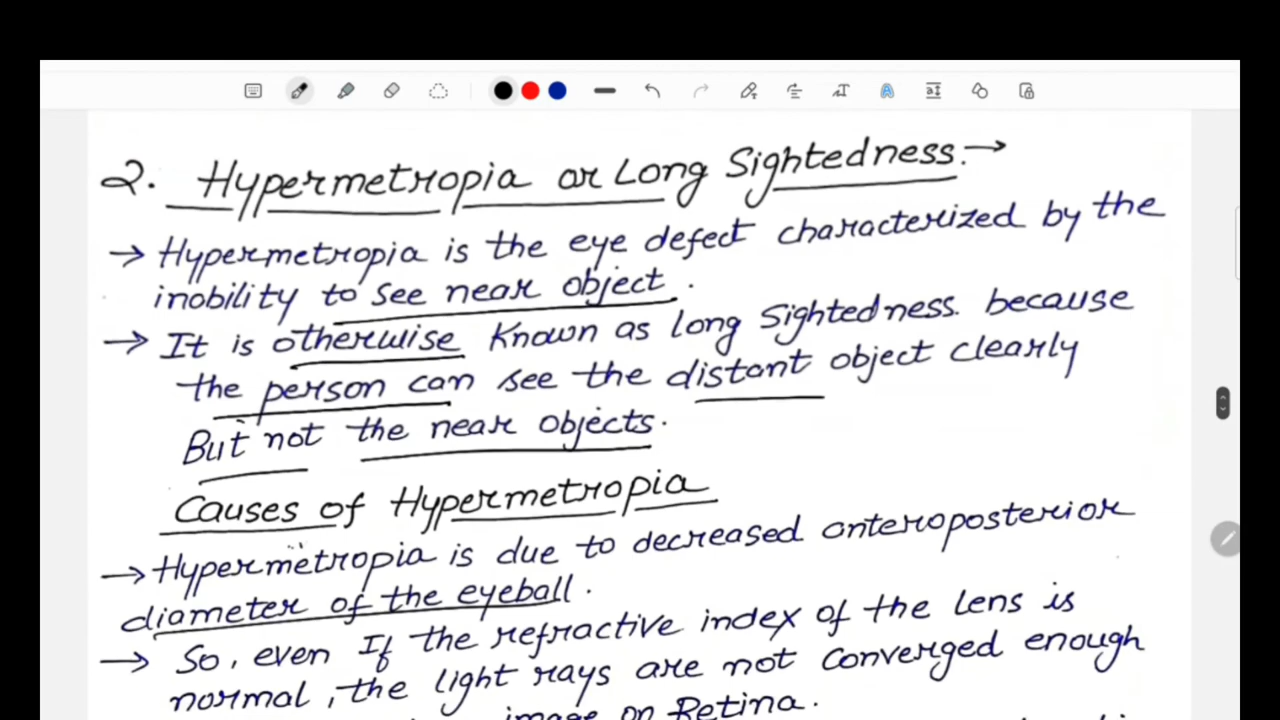 2. Hypermetropia or Long Sightedness.→
→ Hypermetropia is the eye defect characterized by the
inobility to see near object.
→ It is otherwise known as long sightedness. because
the person can see the distant object clearly
But not the near objects.
Causes of Hypermetropia
→ Hypermetropia is due to decreased anteroposterior
diameter of the eyeball.
→ So, even If the refractive index of the lens is
normal, the light rays are not converged enough
image on Retina.